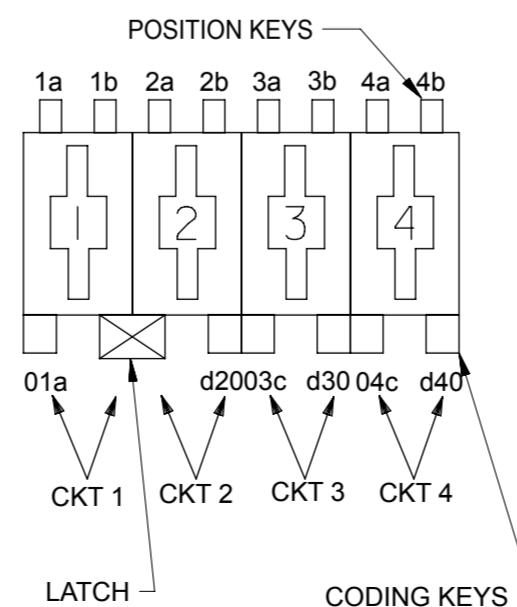 POSITION KEYS
1a 1b 2a 2b 3a 3b 4a 4b
1 2 3 4
01a d2003c d30 04c d40
CKT 1 CKT 2 CKT 3 CKT 4
LATCH CODING KEYS